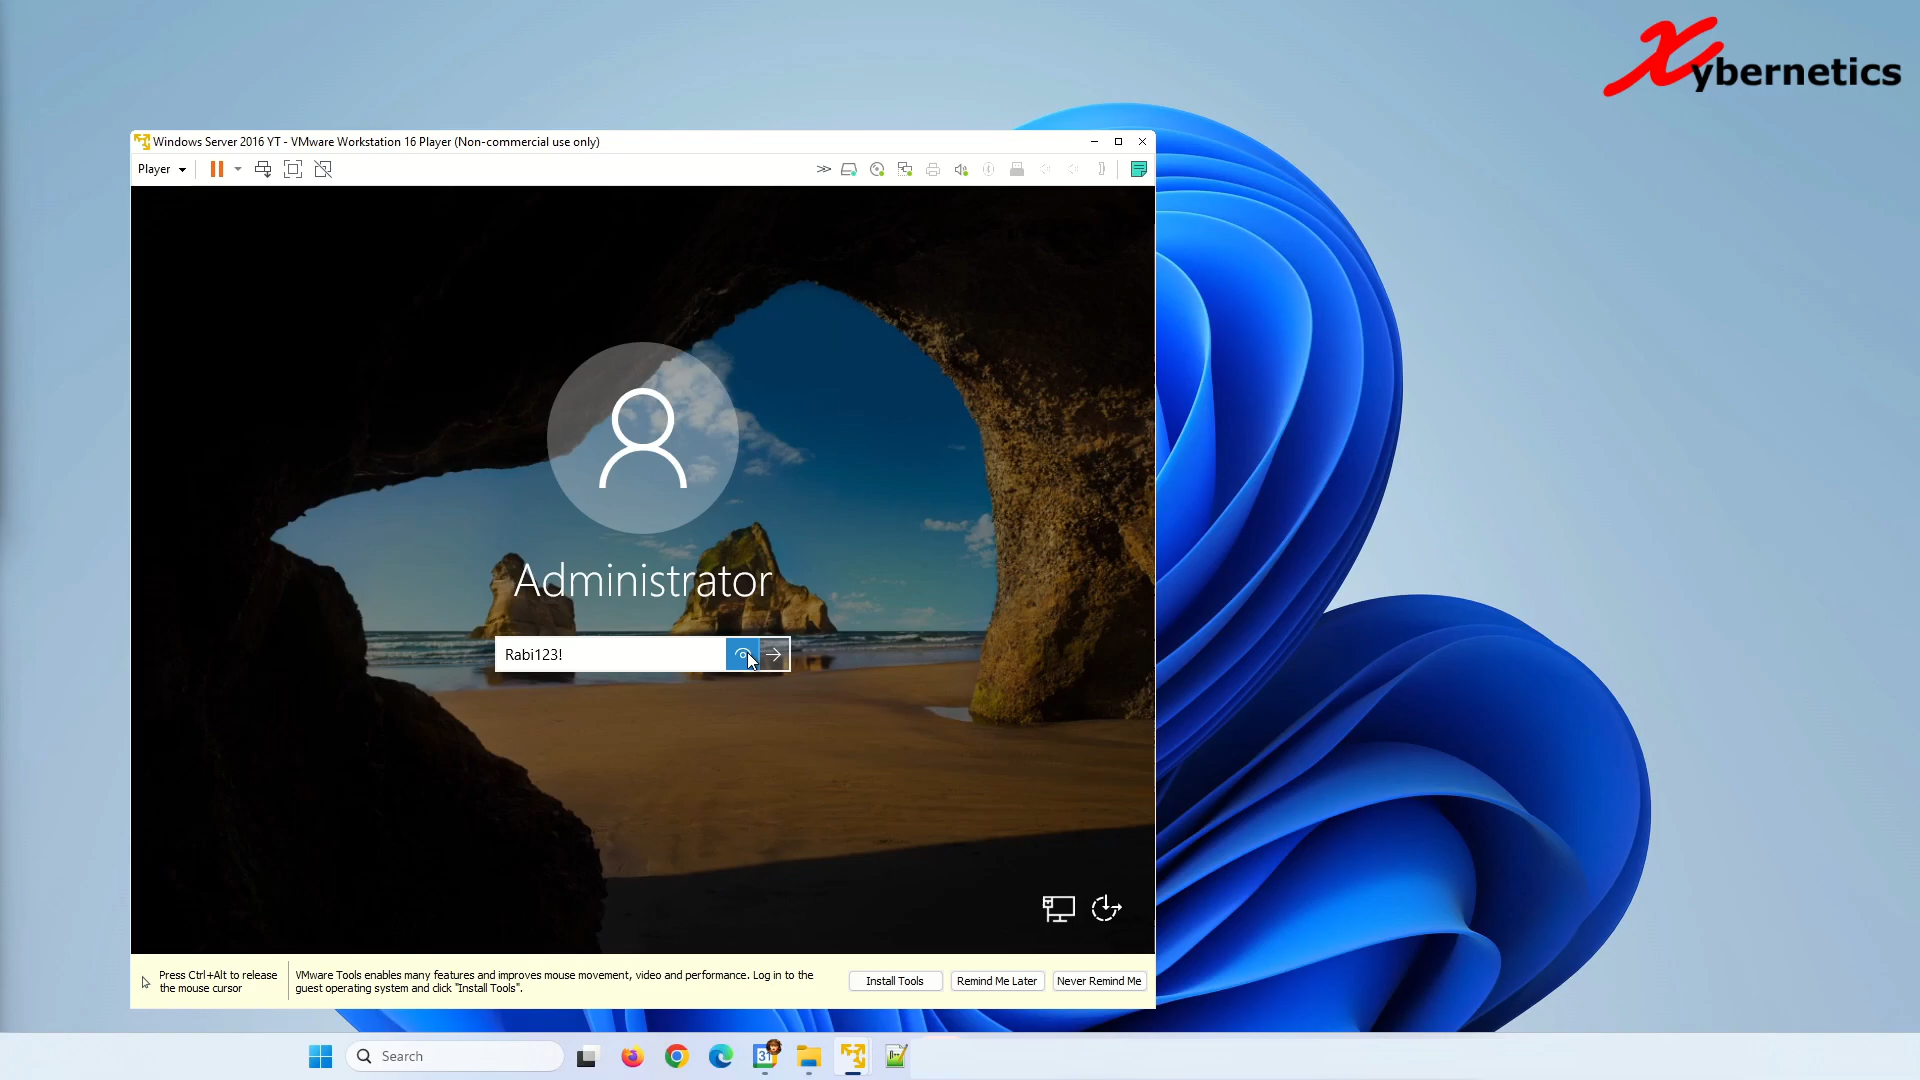 Xybernetics
Windows Server 2016 YT - VMware Workstation 16 Player (Non-commercial use only)
Player
Administrator
Rabi123!
Press Ctrl+Alt to release
the mouse cursor
VMware Tools enables many features and improves mouse movement, video and performance. Log in to the
guest operating system and click "Install Tools".
Install Tools
Remind Me Later
Never Remind Me
Search
31